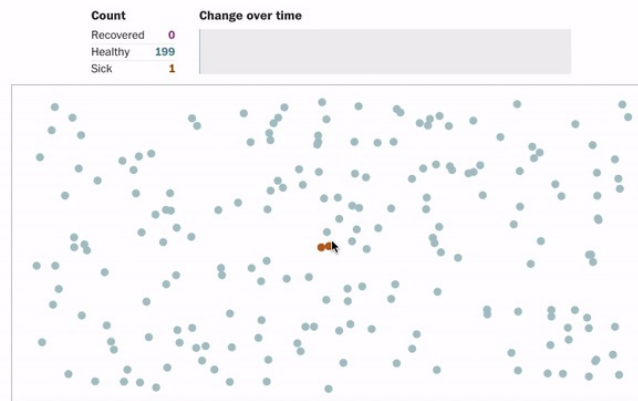 Count
Change over time
Recovered 0
Healthy 199
Sick 1